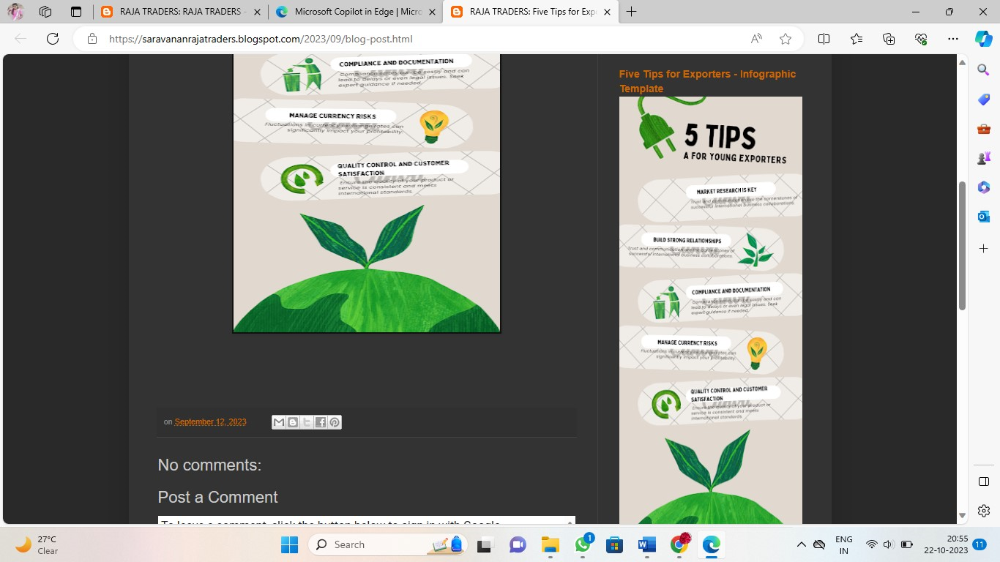 RAJA TRADERS: RAJA TRADERS -
Microsoft Copilot in Edge | Micro
RAJA TRADERS: Five Tips for Expo
https://saravananrajatraders.blogspot.com/2023/09/blog-post.html
COMPLIANCE AND DOCUMENTATION
Compliance errors can be costly and can
lead to delays or even legal issues. Seek
expert guidance if needed.
MANAGE CURRENCY RISKS
Fluctuations in currency exchange rates can
significantly impact your profitability.
QUALITY CONTROL AND CUSTOMER
SATISFACTION
Ensure the quality of your product or
service is consistent and meets
international standards.
on September 12, 2023
No comments:
Post a Comment
To leave a comment, click the button below to sign in with Google.
Five Tips for Exporters - Infographic
Template
5 TIPS
A FOR YOUNG EXPORTERS
MARKET RESEARCH IS KEY
Trust and communication are the cornerstones of
successful international business collaborations.
BUILD STRONG RELATIONSHIPS
Trust and communication are the cornerstones of
successful international business collaborations.
COMPLIANCE AND DOCUMENTATION
Compliance errors can be costly and can
lead to delays or even legal issues. Seek
expert guidance if needed.
MANAGE CURRENCY RISKS
Fluctuations in currency exchange rates can
significantly impact your profitability.
QUALITY CONTROL AND CUSTOMER
SATISFACTION
Ensure the quality of your product or
service is consistent and meets
international standards.
27°C
Clear
Search
1
ENG
IN
20:55
22-10-2023
11